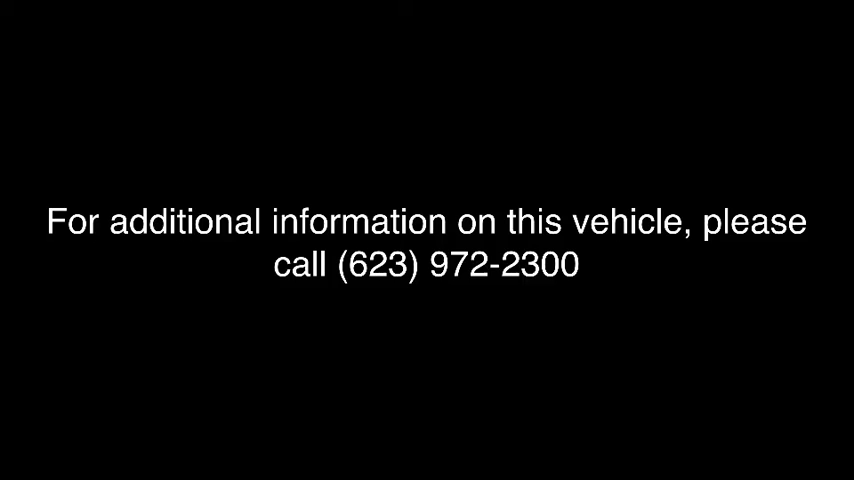 For additional information on this vehicle, please
call (623) 972-2300